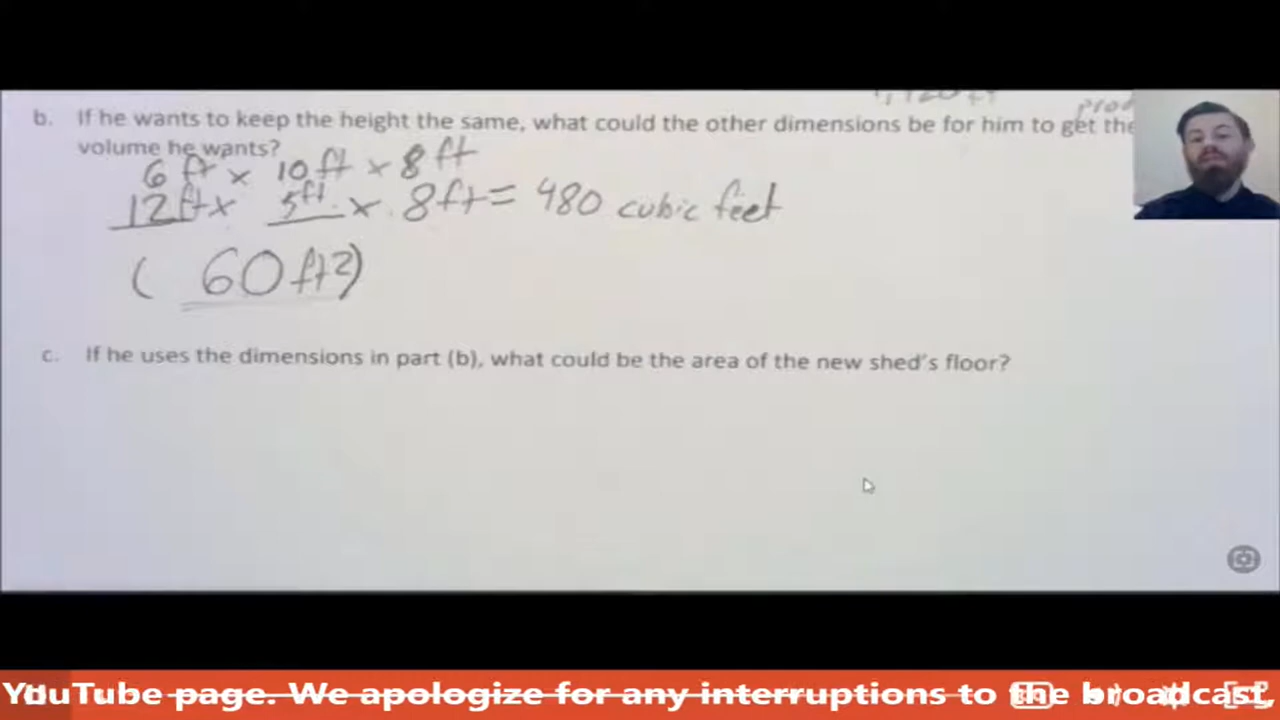 b. If he wants to keep the height the same, what could the other dimensions be for him to get the
volume he wants?
6 ft x 10 ft x 8 ft
12 ft x 5 ft. x 8 ft = 480 cubic feet
( 60 ft²)
c. If he uses the dimensions in part (b), what could be the area of the new shed's floor?
YouTube page. We apologize for any interruptions to the broadcast,